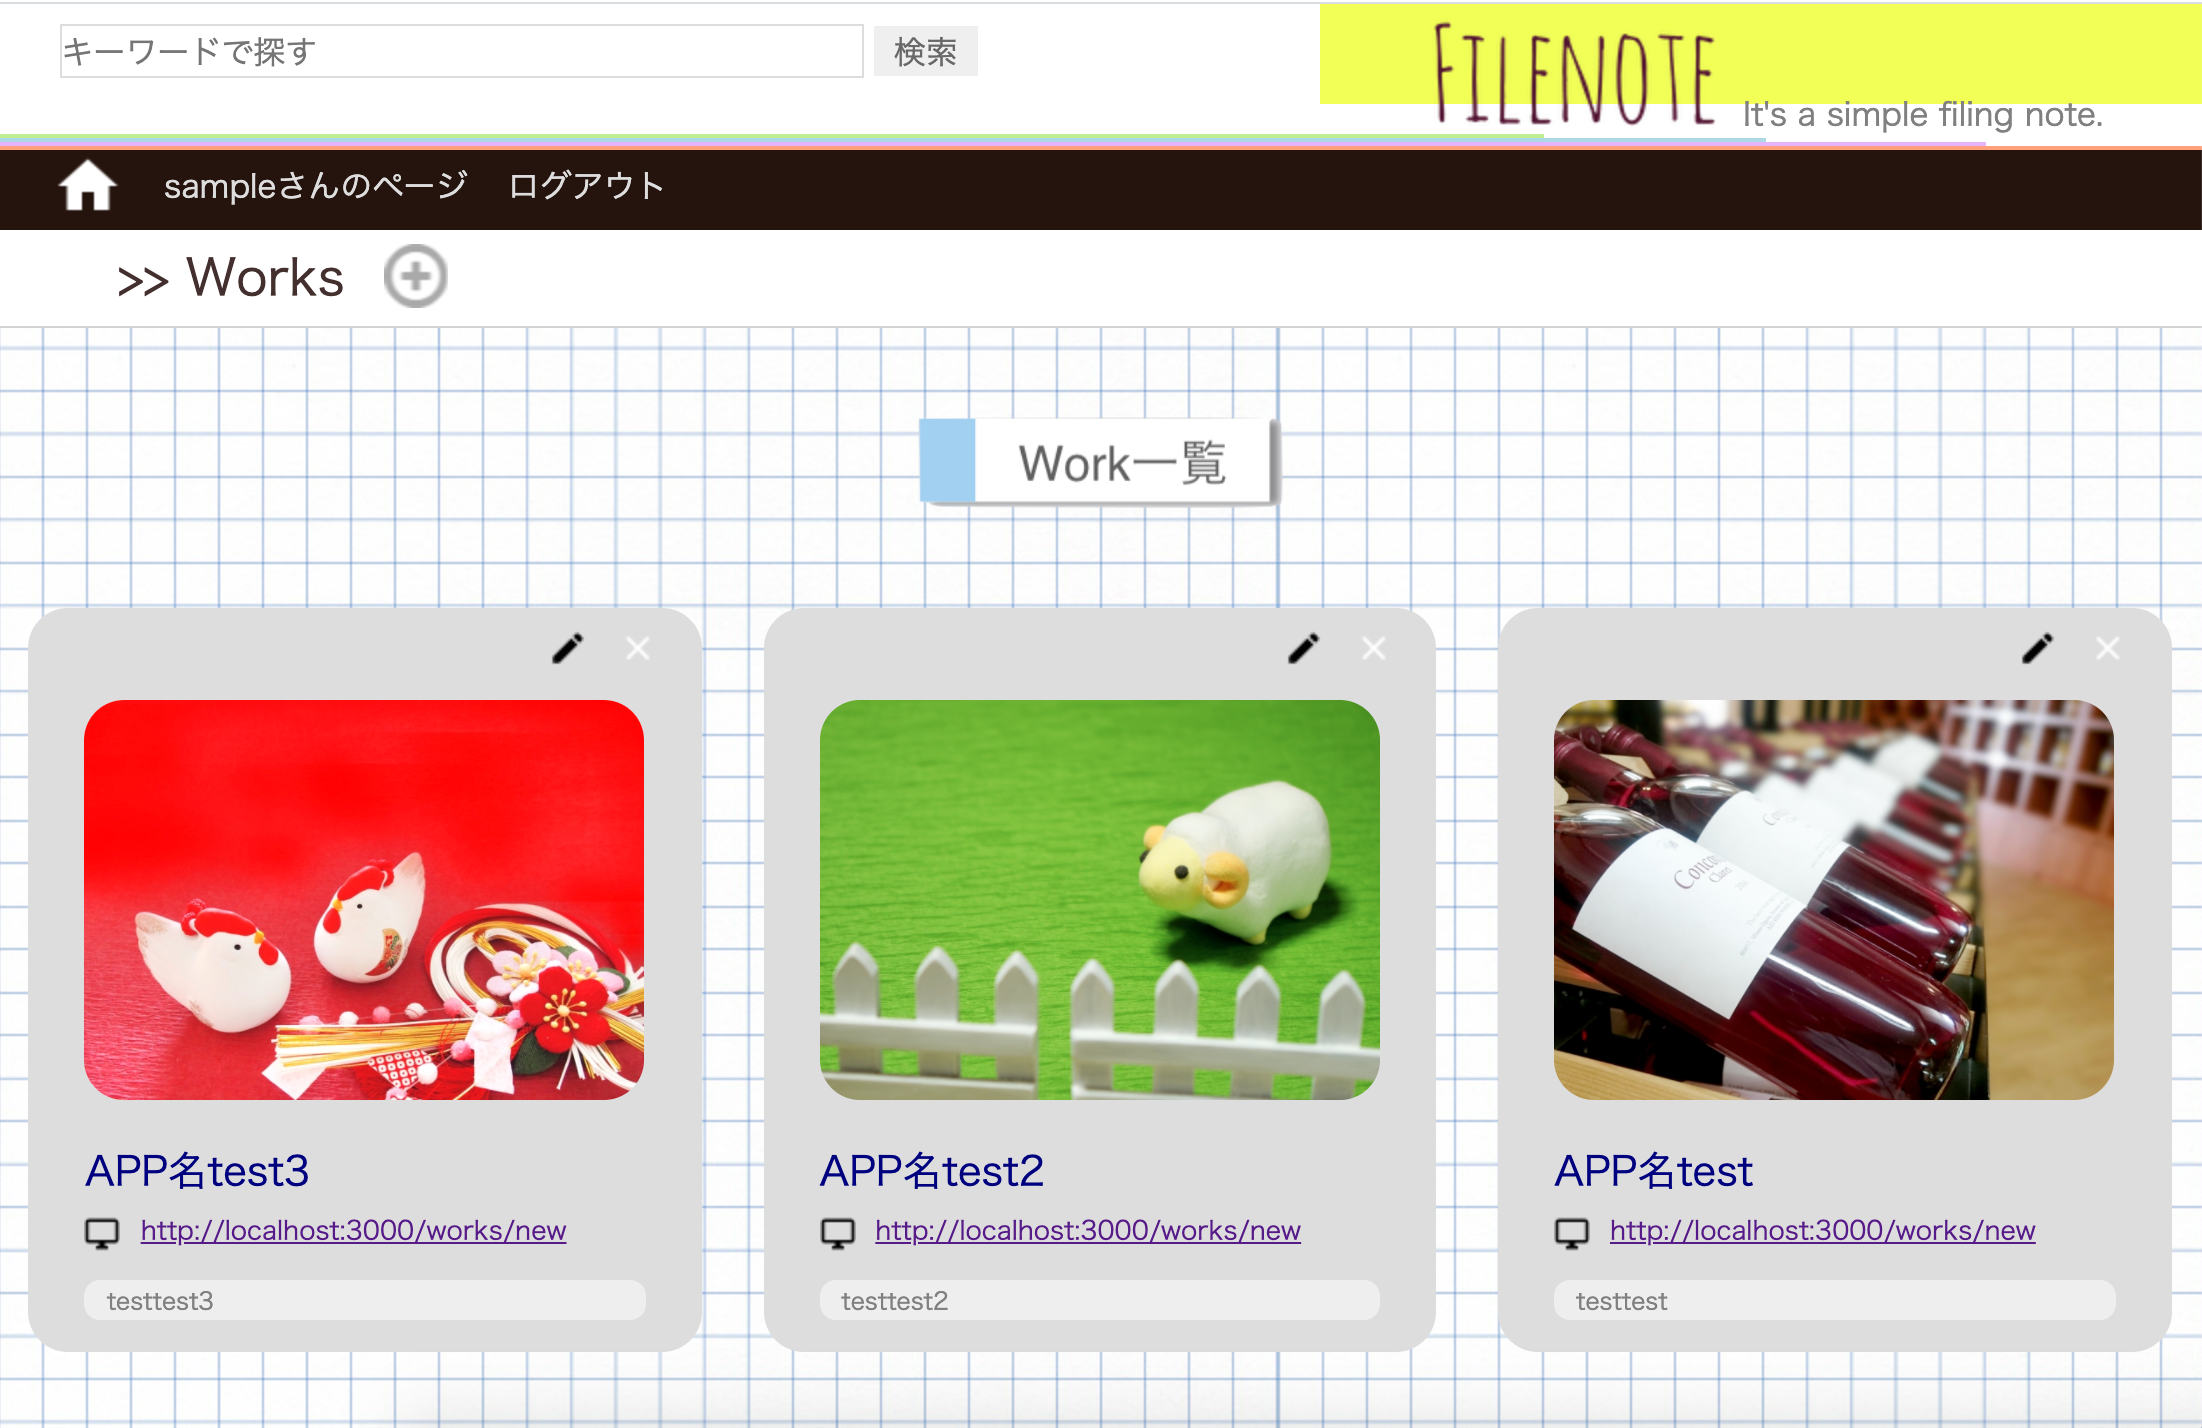 キーワードで探す 検索
FILENOTE It's a simple filing note.
sampleさんのページ ログアウト
>> Works
Work一覧
APP名test3
http://localhost:3000/works/new
testtest3
APP名test2
http://localhost:3000/works/new
testtest2
APP名test
http://localhost:3000/works/new
testtest